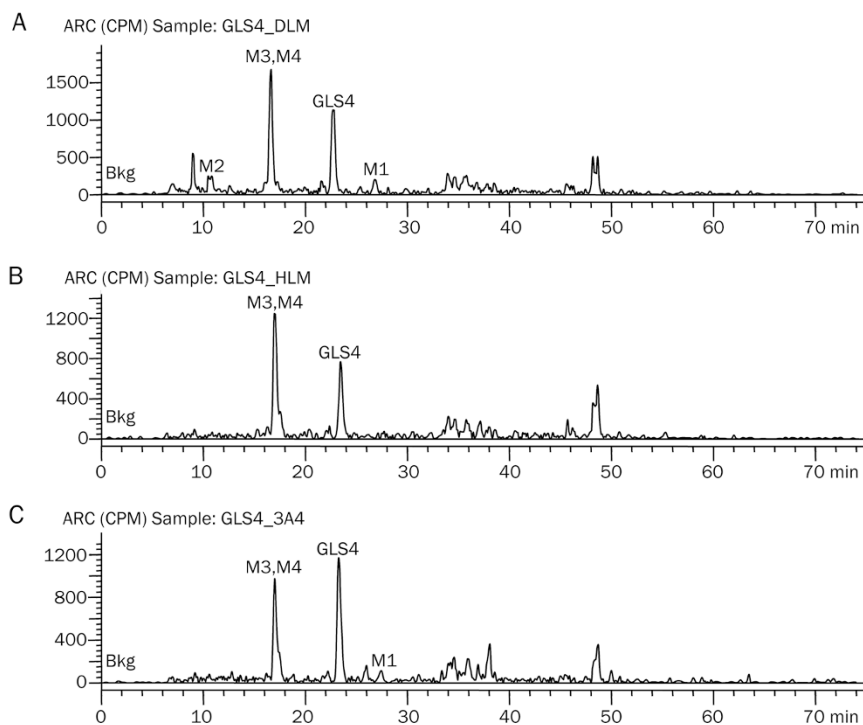 A
ARC (CPM) Sample: GLS4_DLM
M3,M4
1500
GLS4
1000
500
Bkg
M2
M1
0
0 10 20 30 40 50 60 70 min
B
ARC (CPM) Sample: GLS4_HLM
M3,M4
1200
GLS4
800
400
Bkg
0
0 10 20 30 40 50 60 70 min
C
ARC (CPM) Sample: GLS4_3A4
GLS4
1200
M3,M4
800
400
Bkg
M1
0
0 10 20 30 40 50 60 70 min